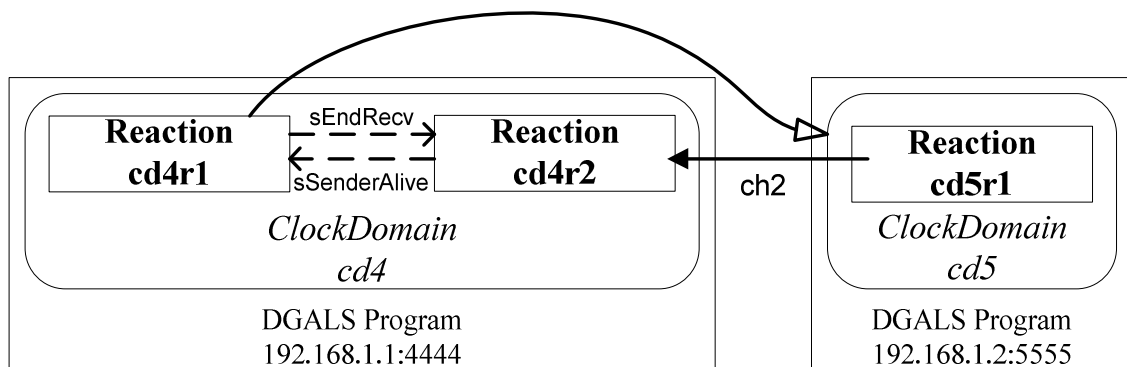 Reaction
cd4r1
sEndRecv
sSenderAlive
Reaction
cd4r2
ClockDomain
cd4
DGALS Program
192.168.1.1:4444
ch2
Reaction
cd5r1
ClockDomain
cd5
DGALS Program
192.168.1.2:5555